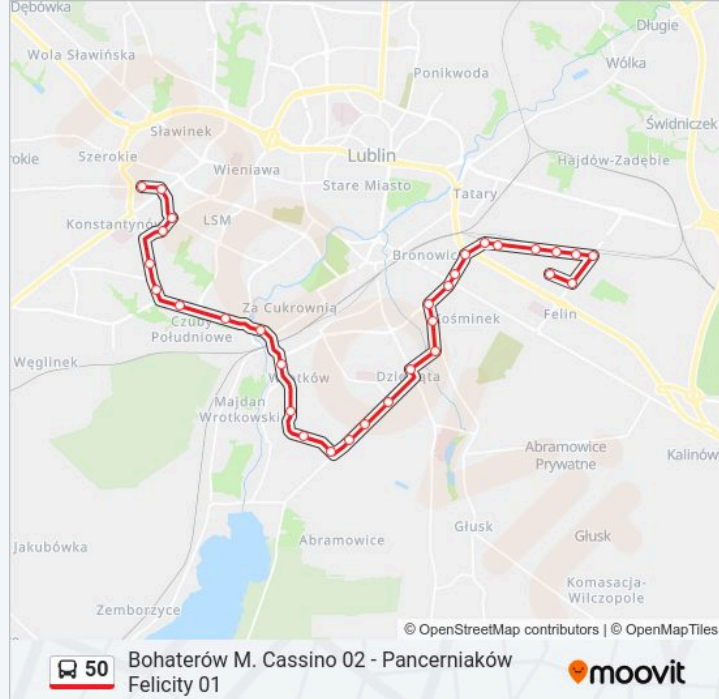 Dębówka
Długie
Wola Sławińska
Wólka
Ponikwoda
Świdniczek
Sławinek
Szerokie
Lublin
rokie
Hajdów-Zadębie
Wieniawa
Stare Miasto
Tatary
LSM
Konstantynów
Bronowice
Za Cukrownią
Felin
Kośminek
Czuby
Południowe
Węglinek
Wrotków
Dziesiąta
Majdan
Wrotkowski
Abramowice
Prywatne
Kalinów
Głusk
Głusk
Jakubówka
Abramowice
Komasacja-
Wilczopole
Zemborzyce
© OpenStreetMap contributors | © OpenMapTiles
50
Bohaterów M. Cassino 02 - Pancerniaków
Felicity 01
moovit